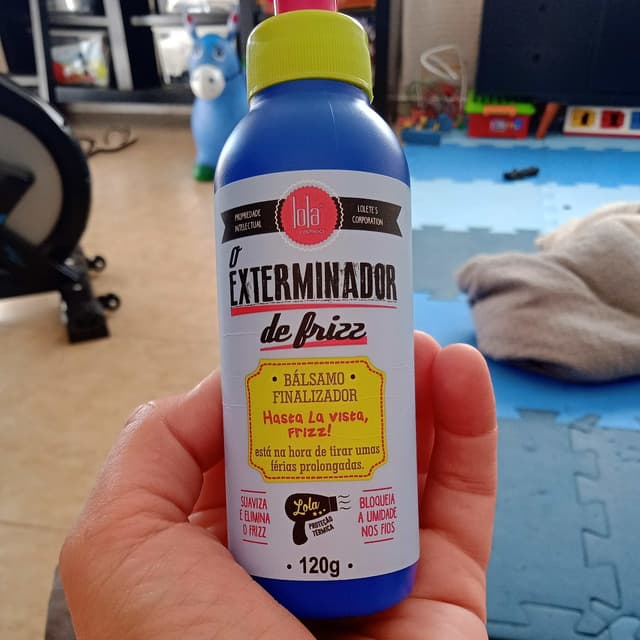 PROPRIEDADE
INTELECTUAL
lola
LOLETE'S
CORPORATION
O
EXTERMINADOR
de frizz
• BÁLSAMO •
FINALIZADOR
Hasta La vista,
FRIZZ!
está na hora de tirar umas
férias prolongadas.
SUAVIZA
E ELIMINA
O FRIZZ
Lola
PROTEÇÃO
TÉRMICA
BLOQUEIA
A UMIDADE
NOS FIOS
• 120g •